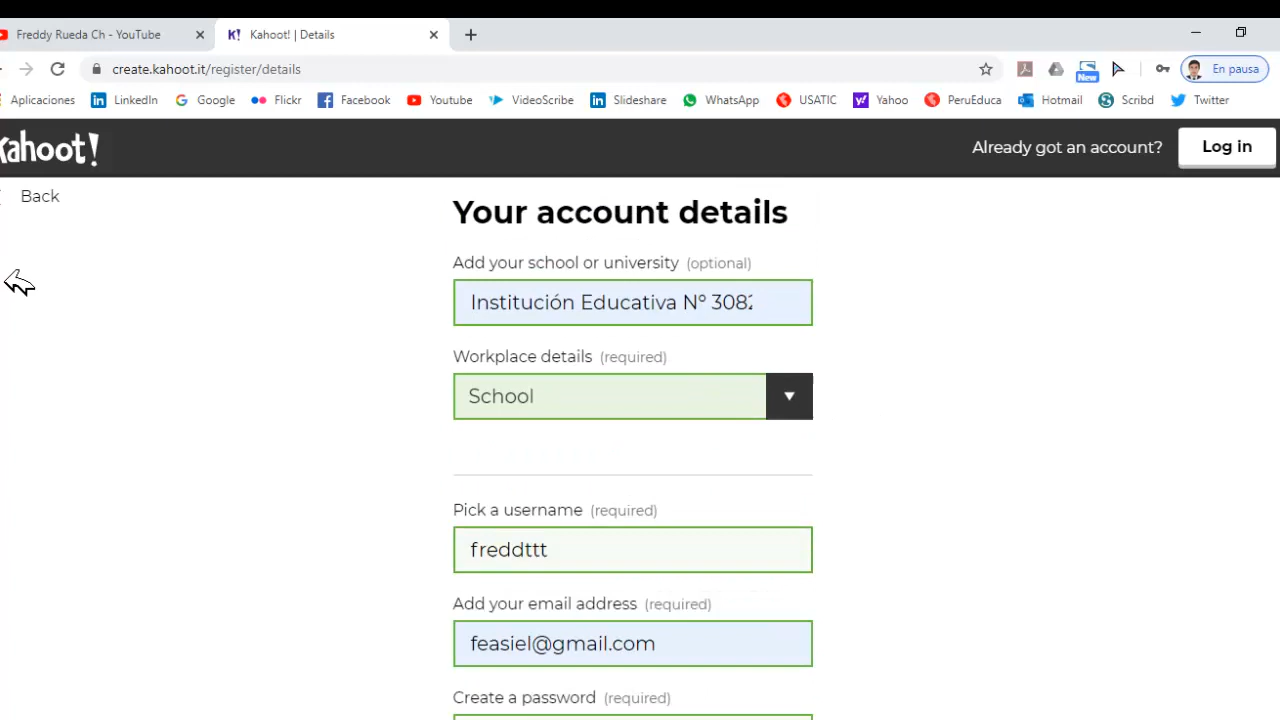 Freddy Rueda Ch - YouTube
K! Kahoot! | Details
create.kahoot.it/register/details
New
En pausa
Aplicaciones LinkedIn Google Flickr Facebook Youtube VideoScribe Slideshare WhatsApp USATIC Yahoo PeruEduca Hotmail Scribd Twitter
Kahoot!
Already got an account? Log in
Back
Your account details
Add your school or university (optional)
Institución Educativa Nº 3082
Workplace details (required)
School
Pick a username (required)
freddttt
Add your email address (required)
feasiel@gmail.com
Create a password (required)